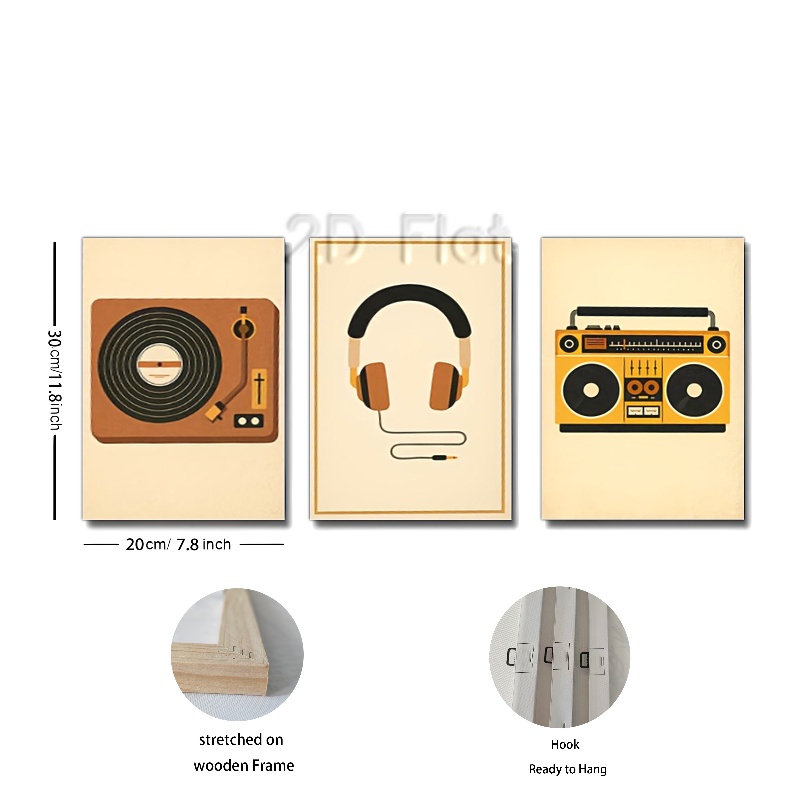 2D Flat
30cm/11.8inch
20cm/ 7.8 inch
stretched on
wooden Frame
Hook
Ready to Hang